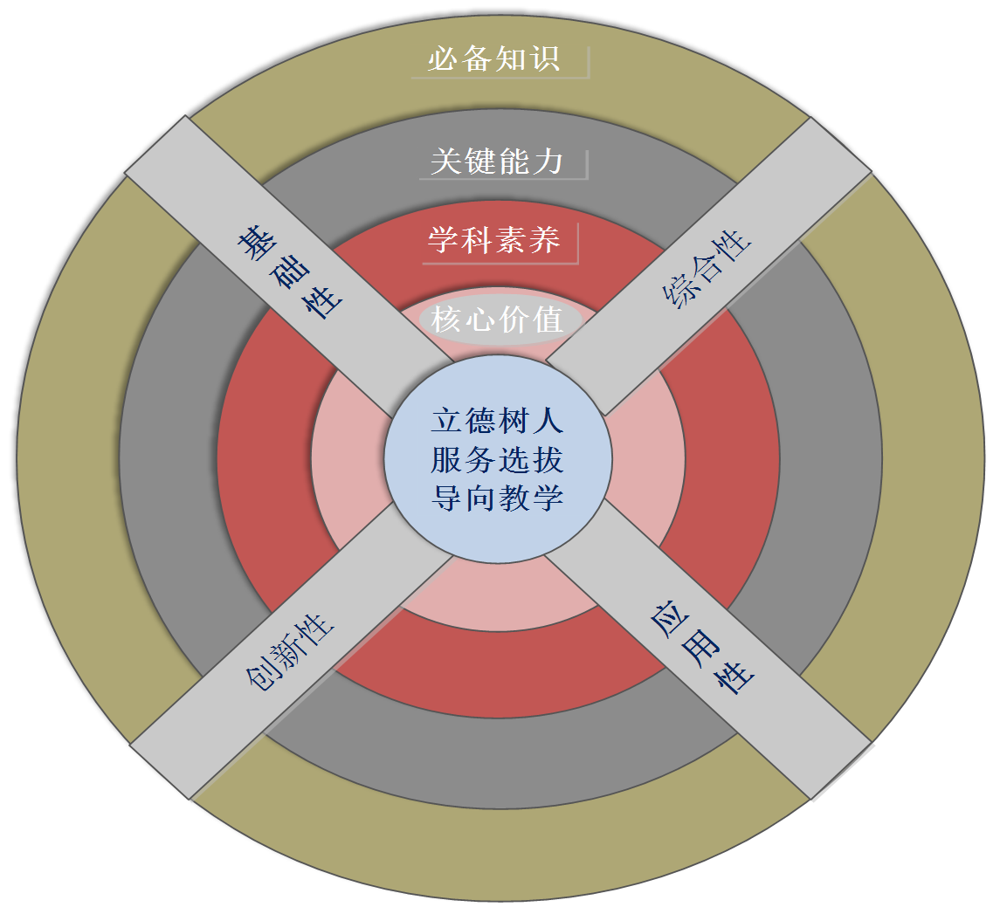 必备知识
关键能力
学科素养
核心价值
基础性
综合性
立德树人
服务选拔
导向教学
创新性
应用性